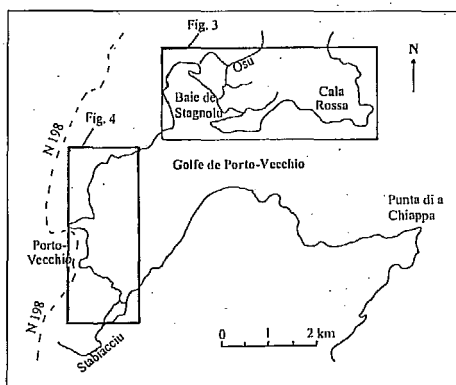 Fig. 3
N
Osu
Baie de
Stagnolu
Cala
Rossa
Fig. 4
N 198
Golfe de Porto-Vecchio
Punta di a
Chiappa
Porto-
Vecchio
N 198
Stabiacciu
0 1 2 km